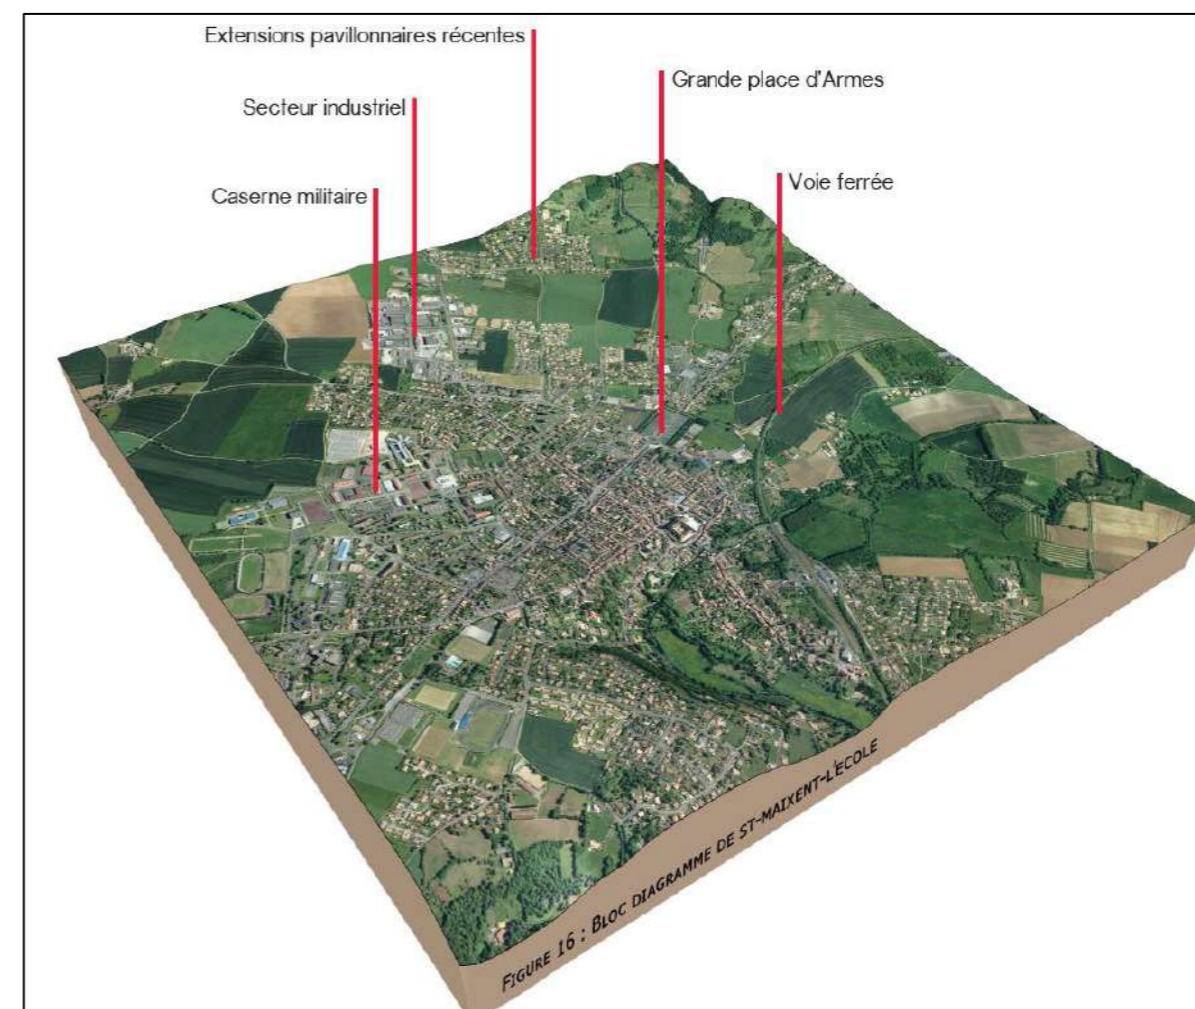 Extensions pavillonnaires récentes
Grande place d'Armes
Secteur industriel
Voie ferrée
Caserne militaire
FIGURE 16 : BLOC DIAGRAMME DE ST-MAIXENT-L'ECOLE